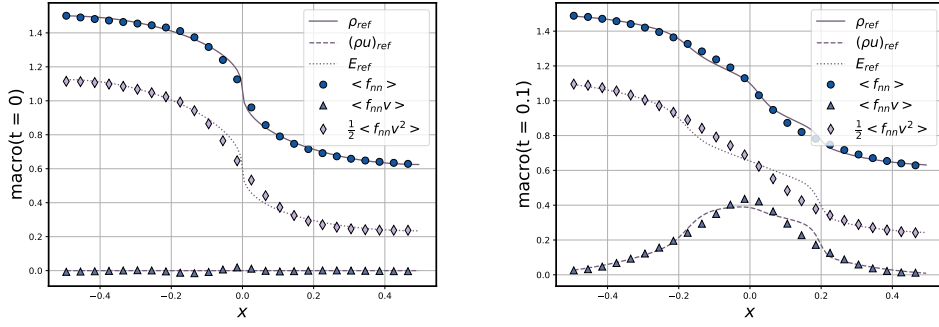 macro(t = 0)
1.4
1.2
1.0
0.8
0.6
0.4
0.2
0.0
−0.4
−0.2
0.0
0.2
0.4
x
ρref
(ρu)ref
Eref
< fnn >
< fnnv >
½ < fnnv² >
macro(t = 0.1)
1.4
1.2
1.0
0.8
0.6
0.4
0.2
0.0
−0.4
−0.2
0.0
0.2
0.4
x
ρref
(ρu)ref
Eref
< fnn >
< fnnv >
½ < fnnv² >